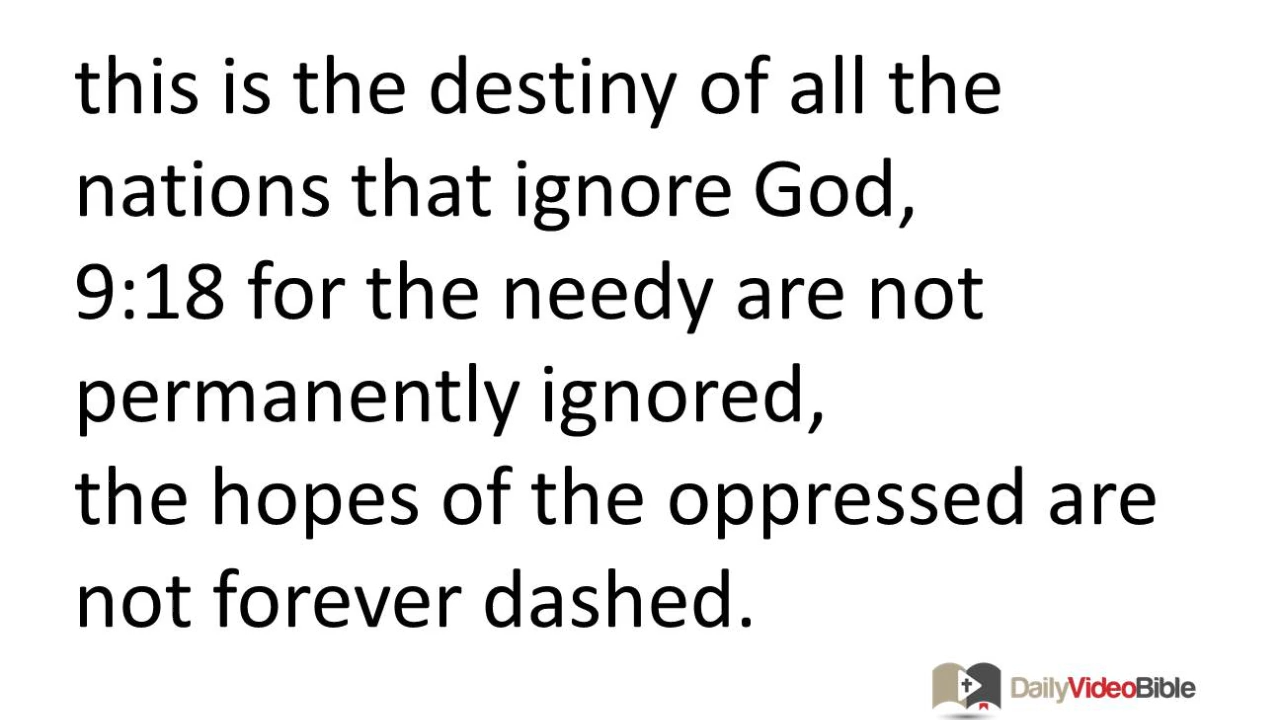 this is the destiny of all the
nations that ignore God,
9:18 for the needy are not
permanently ignored,
the hopes of the oppressed are
not forever dashed.
DailyVideoBible